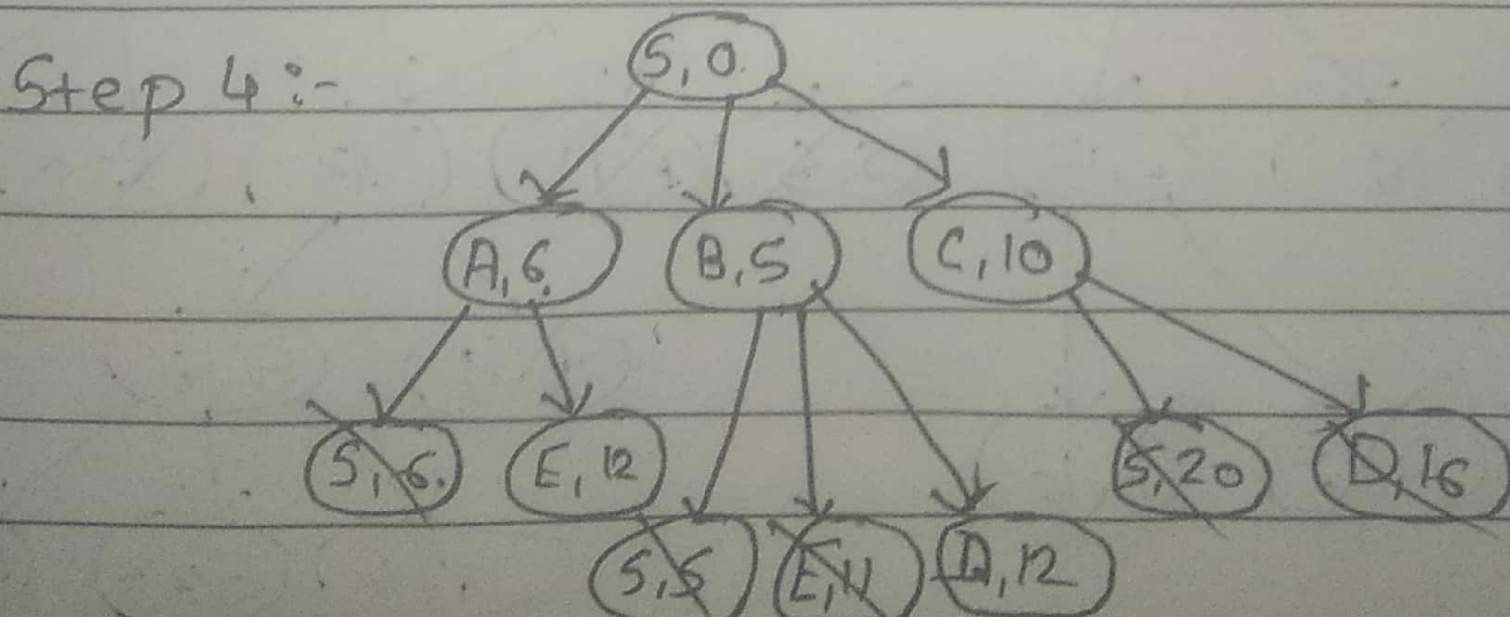 Step 4:-
S, 0
A, 6
B, 5
C, 10
S, 6
E, 12
S, 20
D, 16
S, 5
E, 11
D, 12